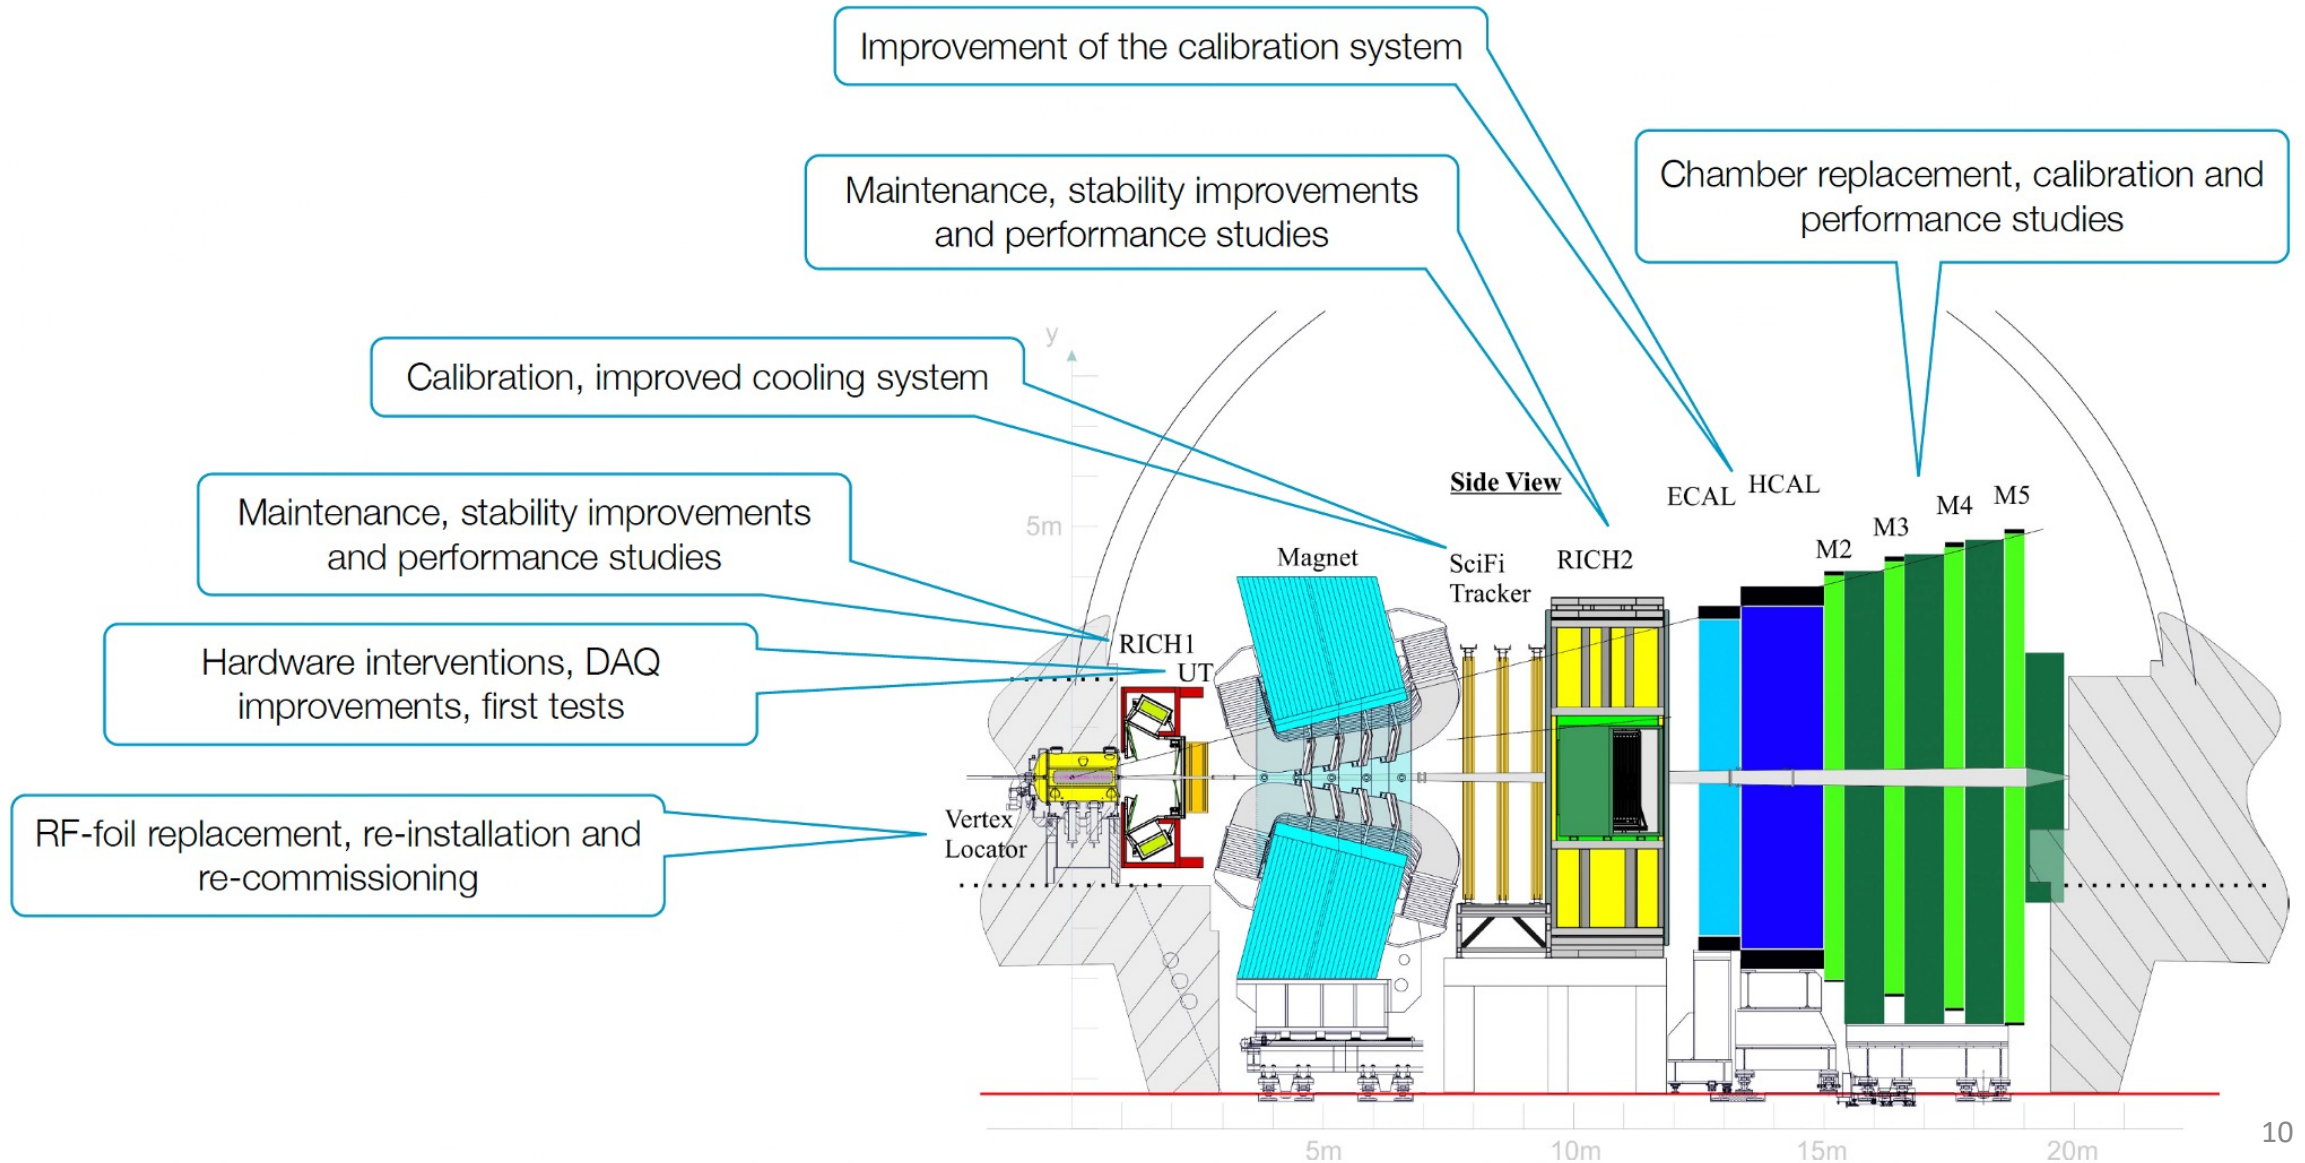 Improvement of the calibration system
Maintenance, stability improvements
and performance studies
Chamber replacement, calibration and
performance studies
Calibration, improved cooling system
Maintenance, stability improvements
and performance studies
Hardware interventions, DAQ
improvements, first tests
RF-foil replacement, re-installation and
re-commissioning
y
5m
Side View
ECAL
HCAL
M2
M3
M4
M5
Magnet
SciFi
Tracker
RICH2
RICH1
UT
Vertex
Locator
5m
10m
15m
20m
10